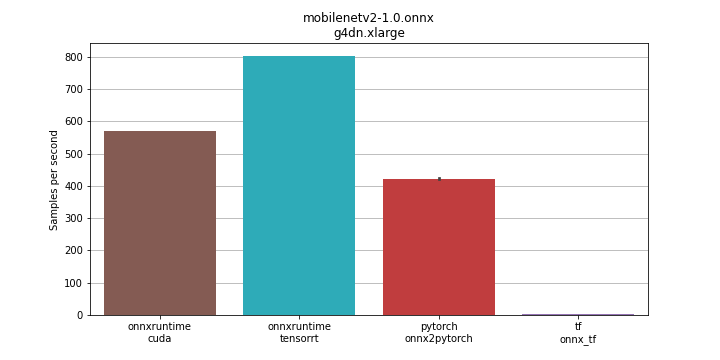 mobilenetv2-1.0.onnx
g4dn.xlarge
Samples per second
800
700
600
500
400
300
200
100
0
onnxruntime
cuda
onnxruntime
tensorrt
pytorch
onnx2pytorch
tf
onnx_tf